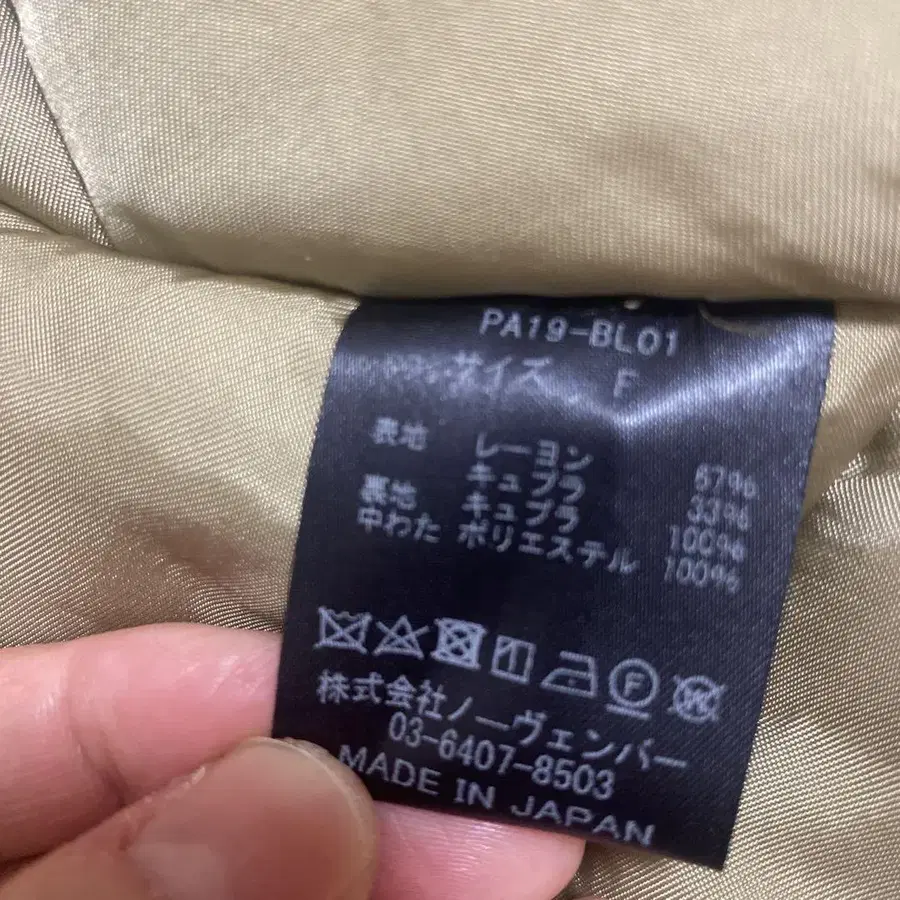 PA19-BL01
サイズ F
表地 レーヨン 67%
キュプラ 33%
裏地 キュプラ 100%
中わた ポリエステル 100%
F W
株式会社ノーヴェンバー
03-6407-8503
MADE IN JAPAN